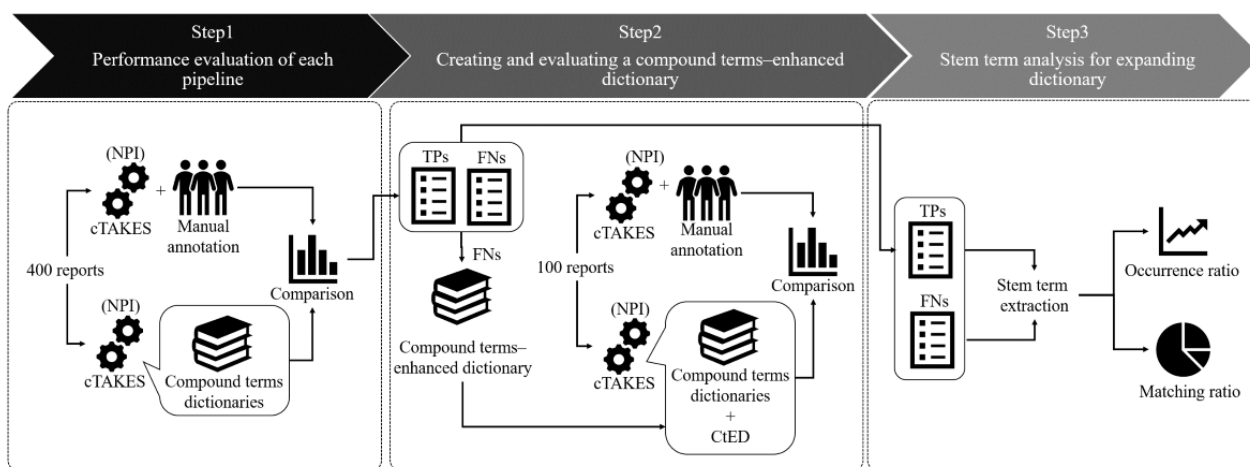 Step1
Performance evaluation of each
pipeline
Step2
Creating and evaluating a compound terms–enhanced
dictionary
Step3
Stem term analysis for expanding
dictionary
(NPI)
+
cTAKES
Manual
annotation
400 reports
Comparison
(NPI)
cTAKES
Compound terms
dictionaries
TPs
FNs
FNs
Compound terms–
enhanced dictionary
(NPI)
+
cTAKES
Manual
annotation
100 reports
Comparison
(NPI)
cTAKES
Compound terms
dictionaries
+
CtED
TPs
FNs
Stem term
extraction
Occurrence ratio
Matching ratio